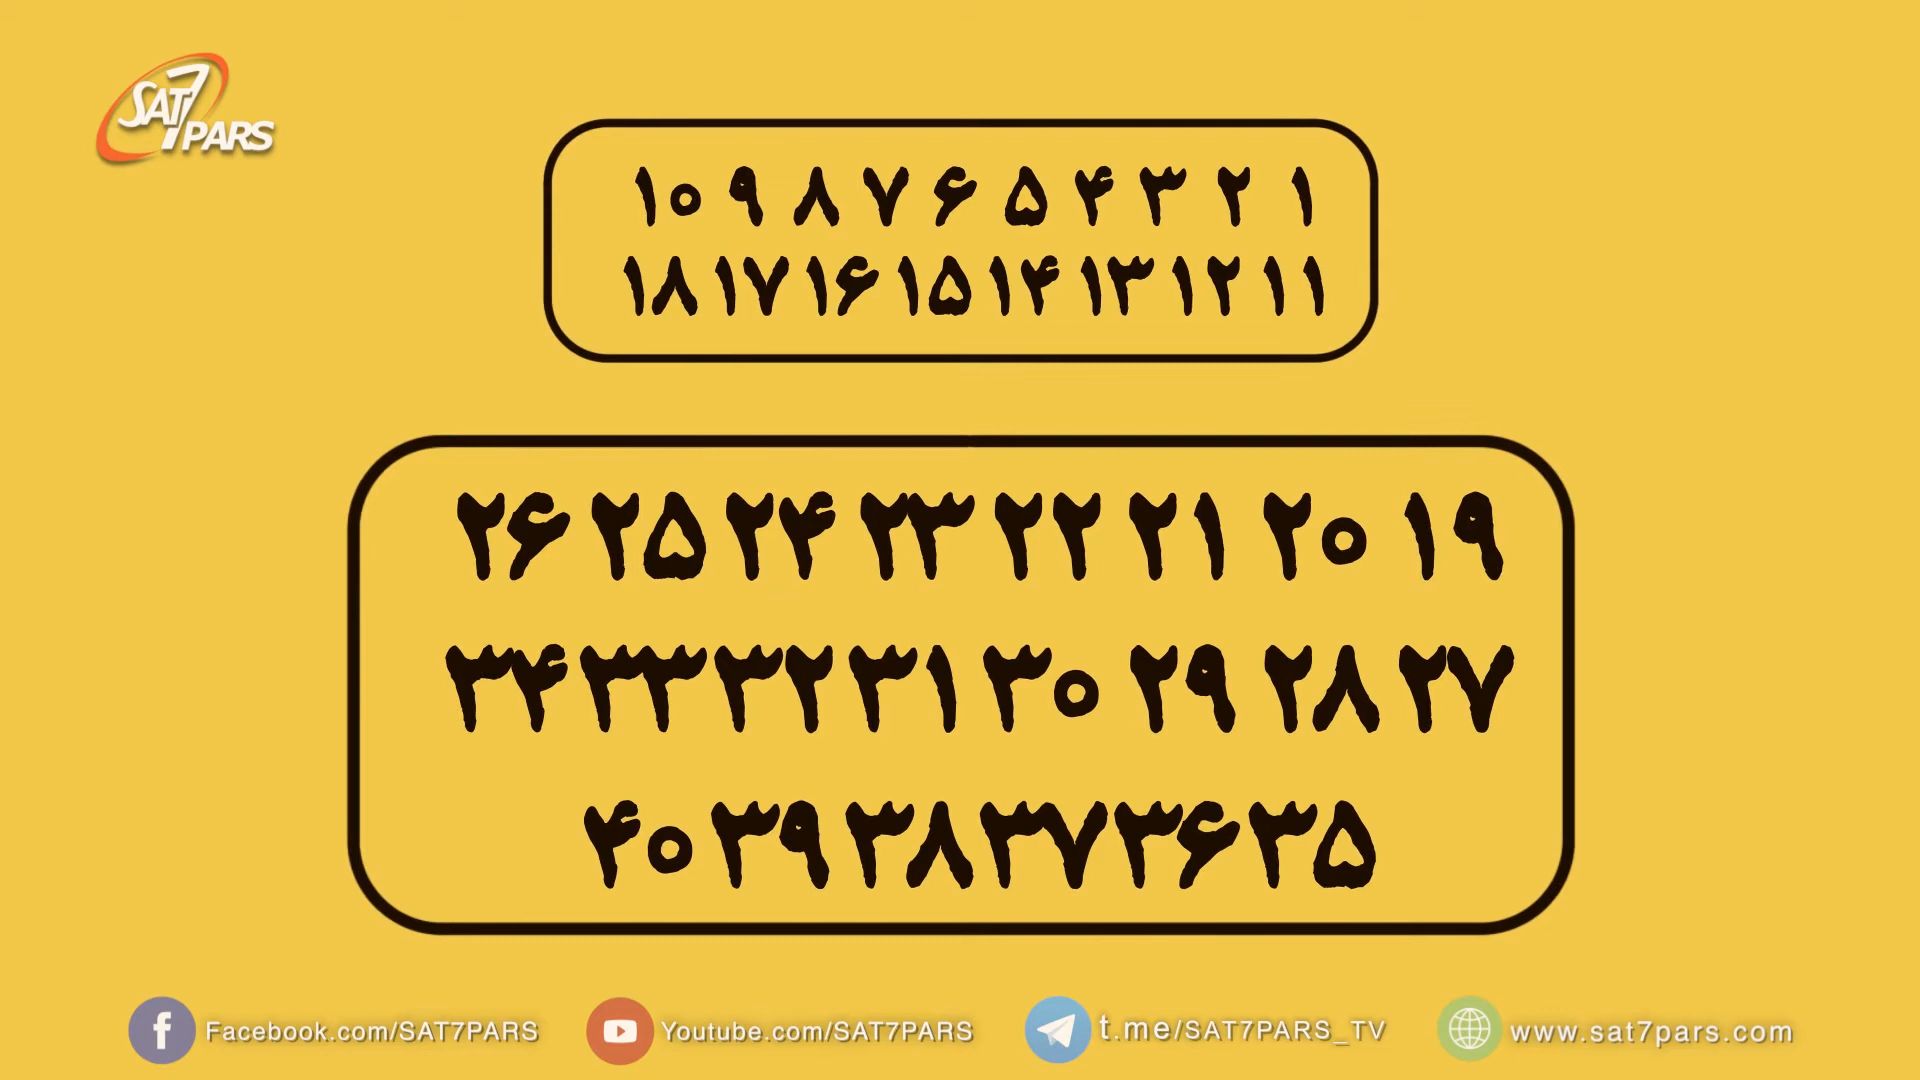 SAT7 PARS
۱ ۲ ۳ ۴ ۵ ۶ ۷ ۸ ۹ ۱۰
۱۱ ۱۲ ۱۳ ۱۴ ۱۵ ۱۶ ۱۷ ۱۸
۱۹ ۲۰ ۲۱ ۲۲ ۲۳ ۲۴ ۲۵ ۲۶
۲۷ ۲۸ ۲۹ ۳۰ ۳۱ ۳۲ ۳۳ ۳۴
۳۵ ۳۶ ۳۷ ۳۸ ۳۹ ۴۰
Facebook.com/SAT7PARS Youtube.com/SAT7PARS t.me/SAT7PARS_TV www.sat7pars.com